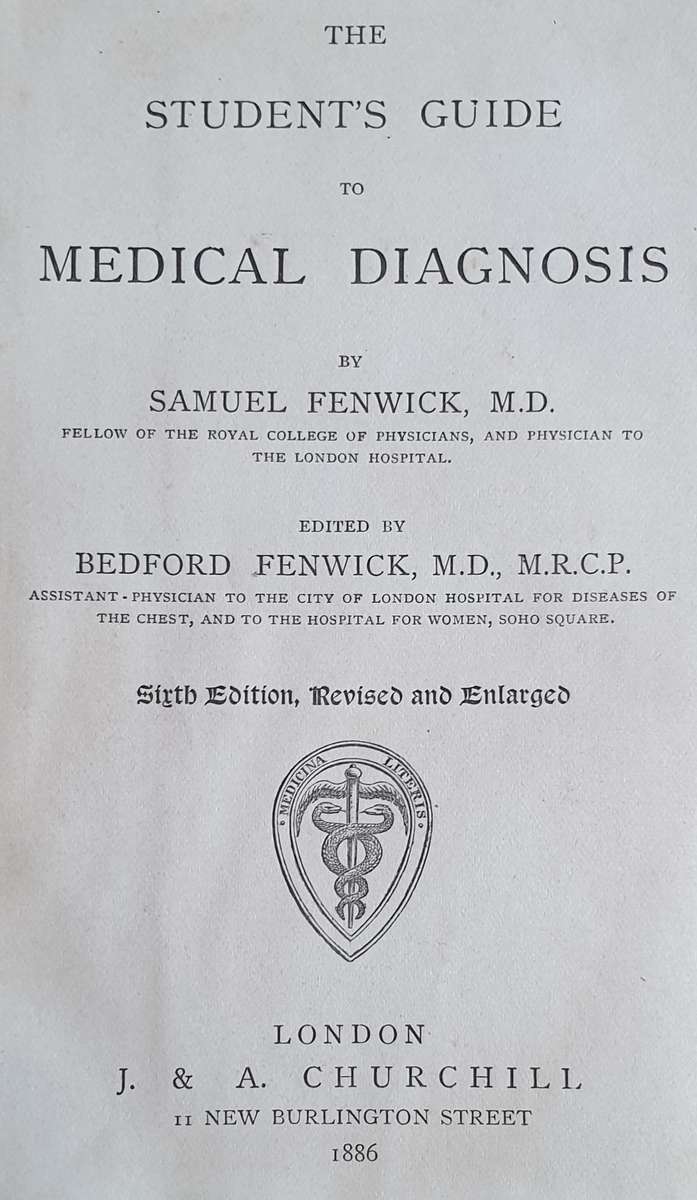 THE
STUDENT'S GUIDE
TO
MEDICAL DIAGNOSIS
BY
SAMUEL FENWICK, M.D.
FELLOW OF THE ROYAL COLLEGE OF PHYSICIANS, AND PHYSICIAN TO
THE LONDON HOSPITAL.
EDITED BY
BEDFORD FENWICK, M.D., M.R.C.P.
ASSISTANT-PHYSICIAN TO THE CITY OF LONDON HOSPITAL FOR DISEASES OF
THE CHEST, AND TO THE HOSPITAL FOR WOMEN, SOHO SQUARE.
Sixth Edition, Revised and Enlarged
MEDICINA LITERIS
LONDON
J. & A. CHURCHILL
11 NEW BURLINGTON STREET
1886